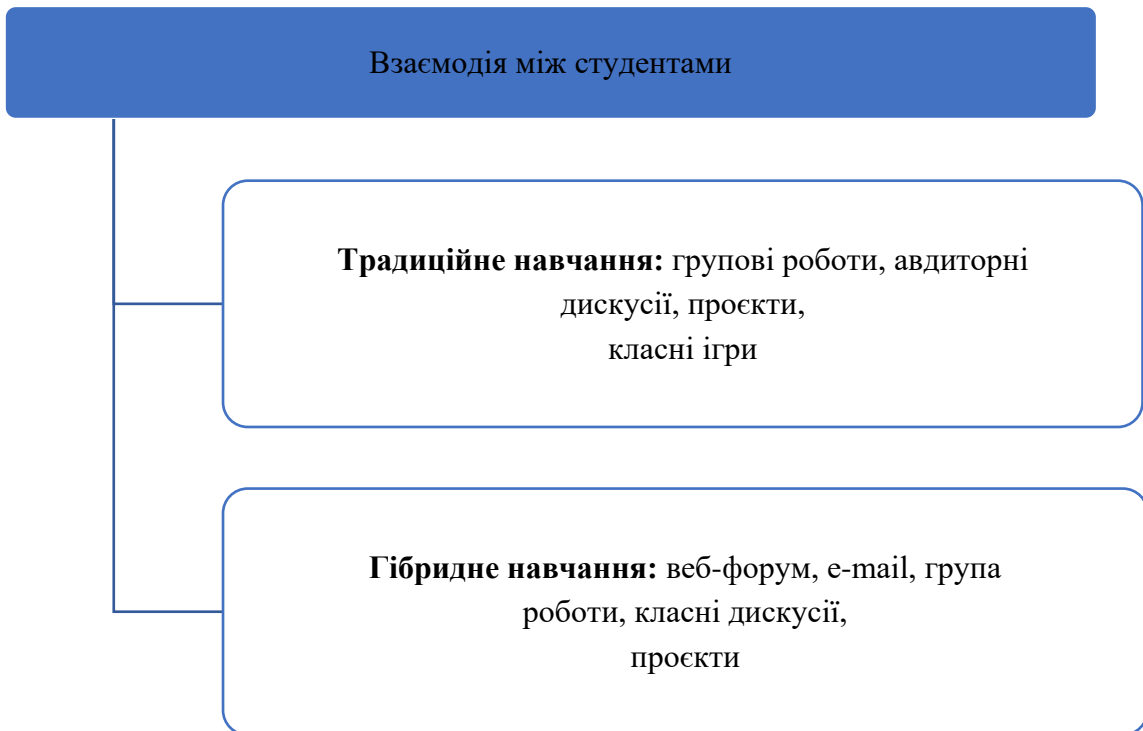 Взаємодія між студентами
Традиційне навчання: групові роботи, авдиторні
дискусії, проєкти,
класні ігри
Гібридне навчання: веб-форум, e-mail, група
роботи, класні дискусії,
проєкти